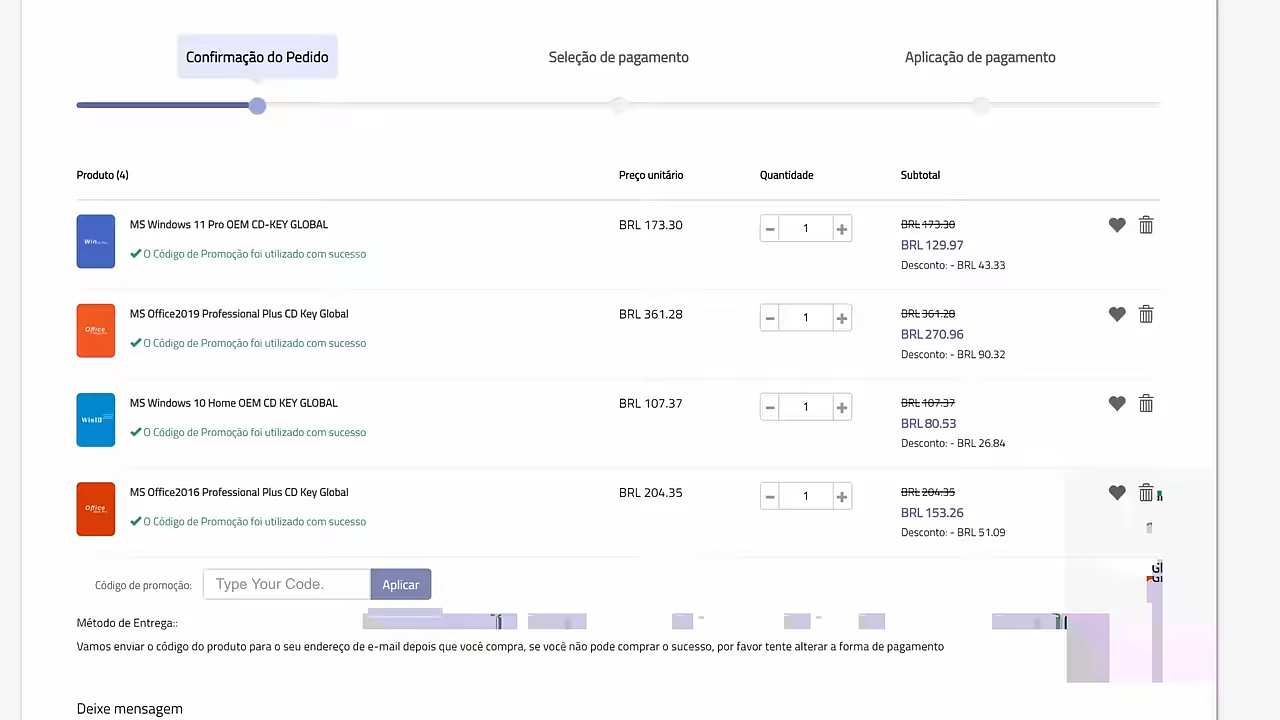 Confirmação do Pedido
Seleção de pagamento
Aplicação de pagamento
Produto (4)
Preço unitário
Quantidade
Subtotal
MS Windows 11 Pro OEM CD-KEY GLOBAL
BRL 173.30
1
BRL 173.30
O Código de Promoção foi utilizado com sucesso
BRL 129.97
Desconto: - BRL 43.33
MS Office2019 Professional Plus CD Key Global
BRL 361.28
1
BRL 361.28
Office
O Código de Promoção foi utilizado com sucesso
BRL 270.96
Desconto: - BRL 90.32
MS Windows 10 Home OEM CD KEY GLOBAL
BRL 107.37
1
BRL 107.37
Win10
O Código de Promoção foi utilizado com sucesso
BRL 80.53
Desconto: - BRL 26.84
MS Office2016 Professional Plus CD Key Global
BRL 204.35
1
BRL 204.35
Office
O Código de Promoção foi utilizado com sucesso
BRL 153.26
Desconto: - BRL 51.09
Código de promoção:
Type Your Code.
Aplicar
Método de Entrega::
Vamos enviar o código do produto para o seu endereço de e-mail depois que você compra, se você não pode comprar o sucesso, por favor tente alterar a forma de pagamento
Deixe mensagem